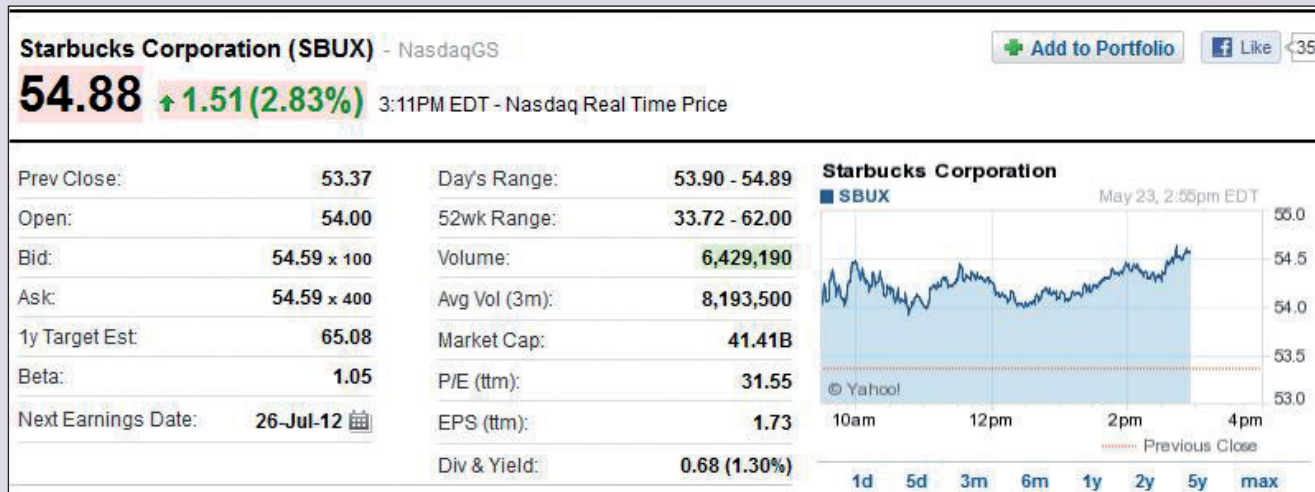 Starbucks Corporation (SBUX) - NasdaqGS
Add to Portfolio
Like
35
54.88 1.51(2.83%) 3:11PM EDT - Nasdaq Real Time Price
Prev Close: 53.37
Open: 54.00
Bid: 54.59 x 100
Ask: 54.59 x 400
1y Target Est: 65.08
Beta: 1.05
Next Earnings Date: 26-Jul-12
Day's Range: 53.90 - 54.89
52wk Range: 33.72 - 62.00
Volume: 6,429,190
Avg Vol (3m): 8,193,500
Market Cap: 41.41B
P/E (ttm): 31.55
EPS (ttm): 1.73
Div & Yield: 0.68 (1.30%)
Starbucks Corporation
SBUX May 23, 2:55pm EDT
55.0
54.5
54.0
53.5
53.0
© Yahoo!
10am 12pm 2pm 4pm
Previous Close
1d 5d 3m 6m 1y 2y 5y max